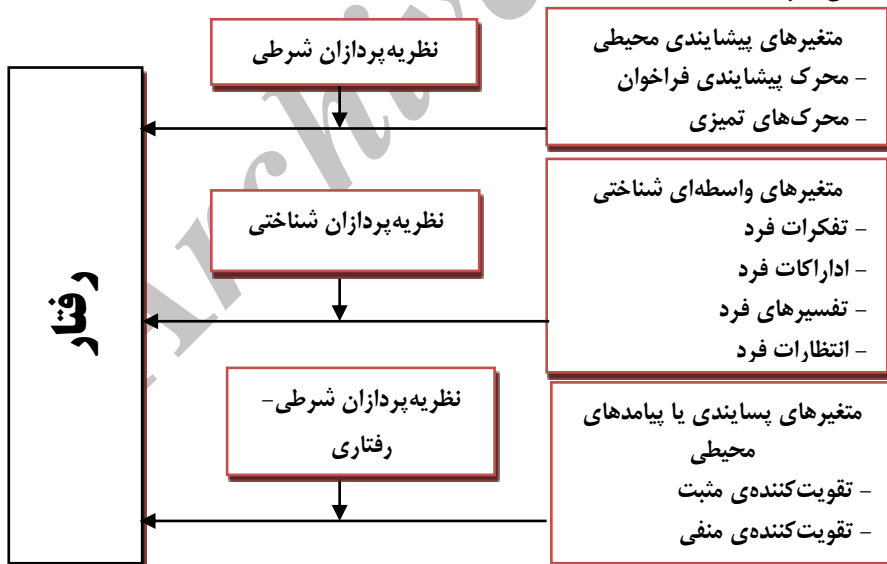 متغیرهای پیشایندی محیطی
- محرک پیشایندی فراخوان
- محرک‌های تمیزی
نظریه‌پردازان شرطی
متغیرهای واسطه‌ای شناختی
- تفکرات فرد
- اداراکات فرد
- تفسیرهای فرد
- انتظارات فرد
نظریه‌پردازان شناختی
متغیرهای پسایندی یا پیامدهای
محیطی
- تقویت‌کننده‌ی مثبت
- تقویت‌کننده‌ی منفی
نظریه‌پردازان شرطی-
رفتاری
رفتار
Archive